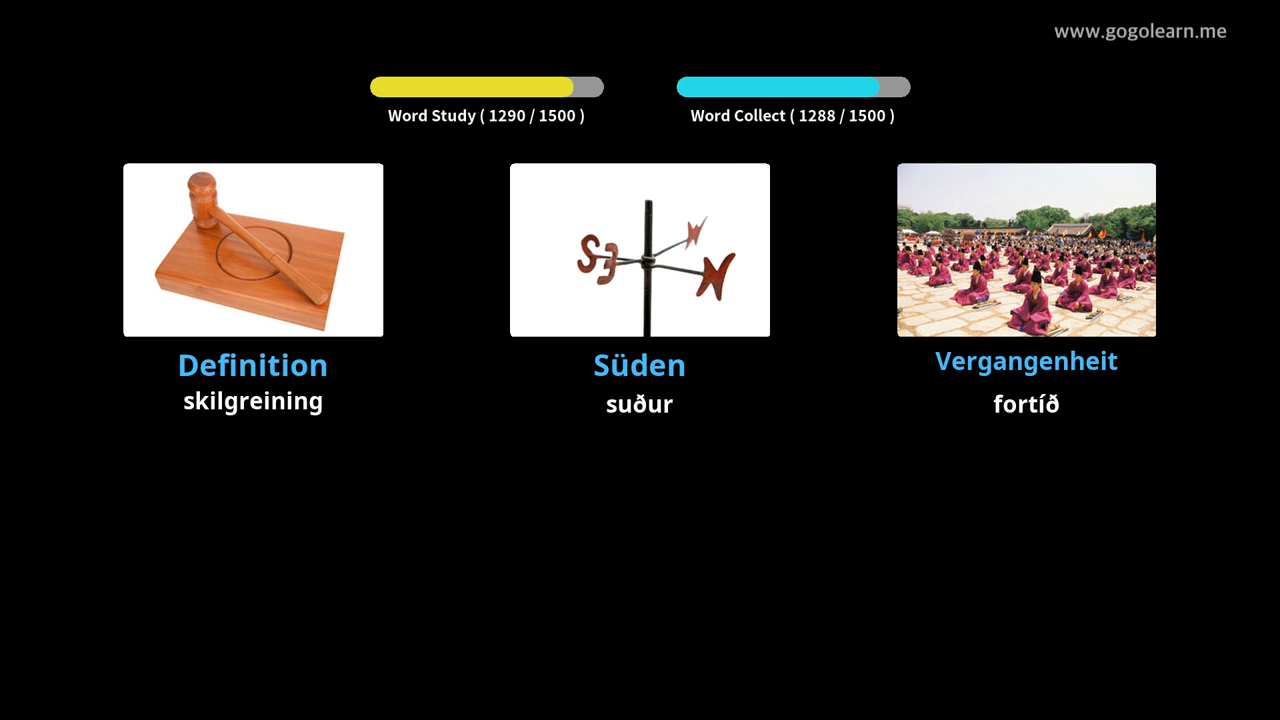 www.gogolearn.me
Word Study ( 1290 / 1500 )
Word Collect ( 1288 / 1500 )
S E N W
Definition
skilgreining
Süden
suður
Vergangenheit
fortíð